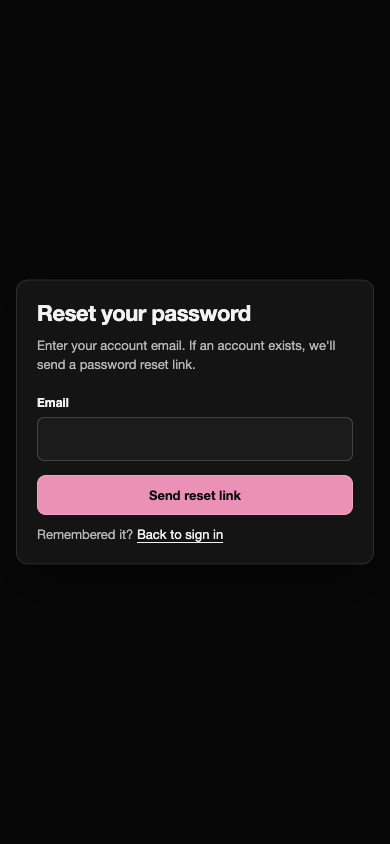 Reset your password
Enter your account email. If an account exists, we'll
send a password reset link.
Email
Send reset link
Remembered it? Back to sign in